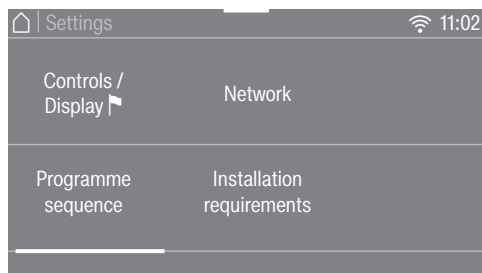 Settings
11:02
Controls /
Display
Network
Programme
sequence
Installation
requirements